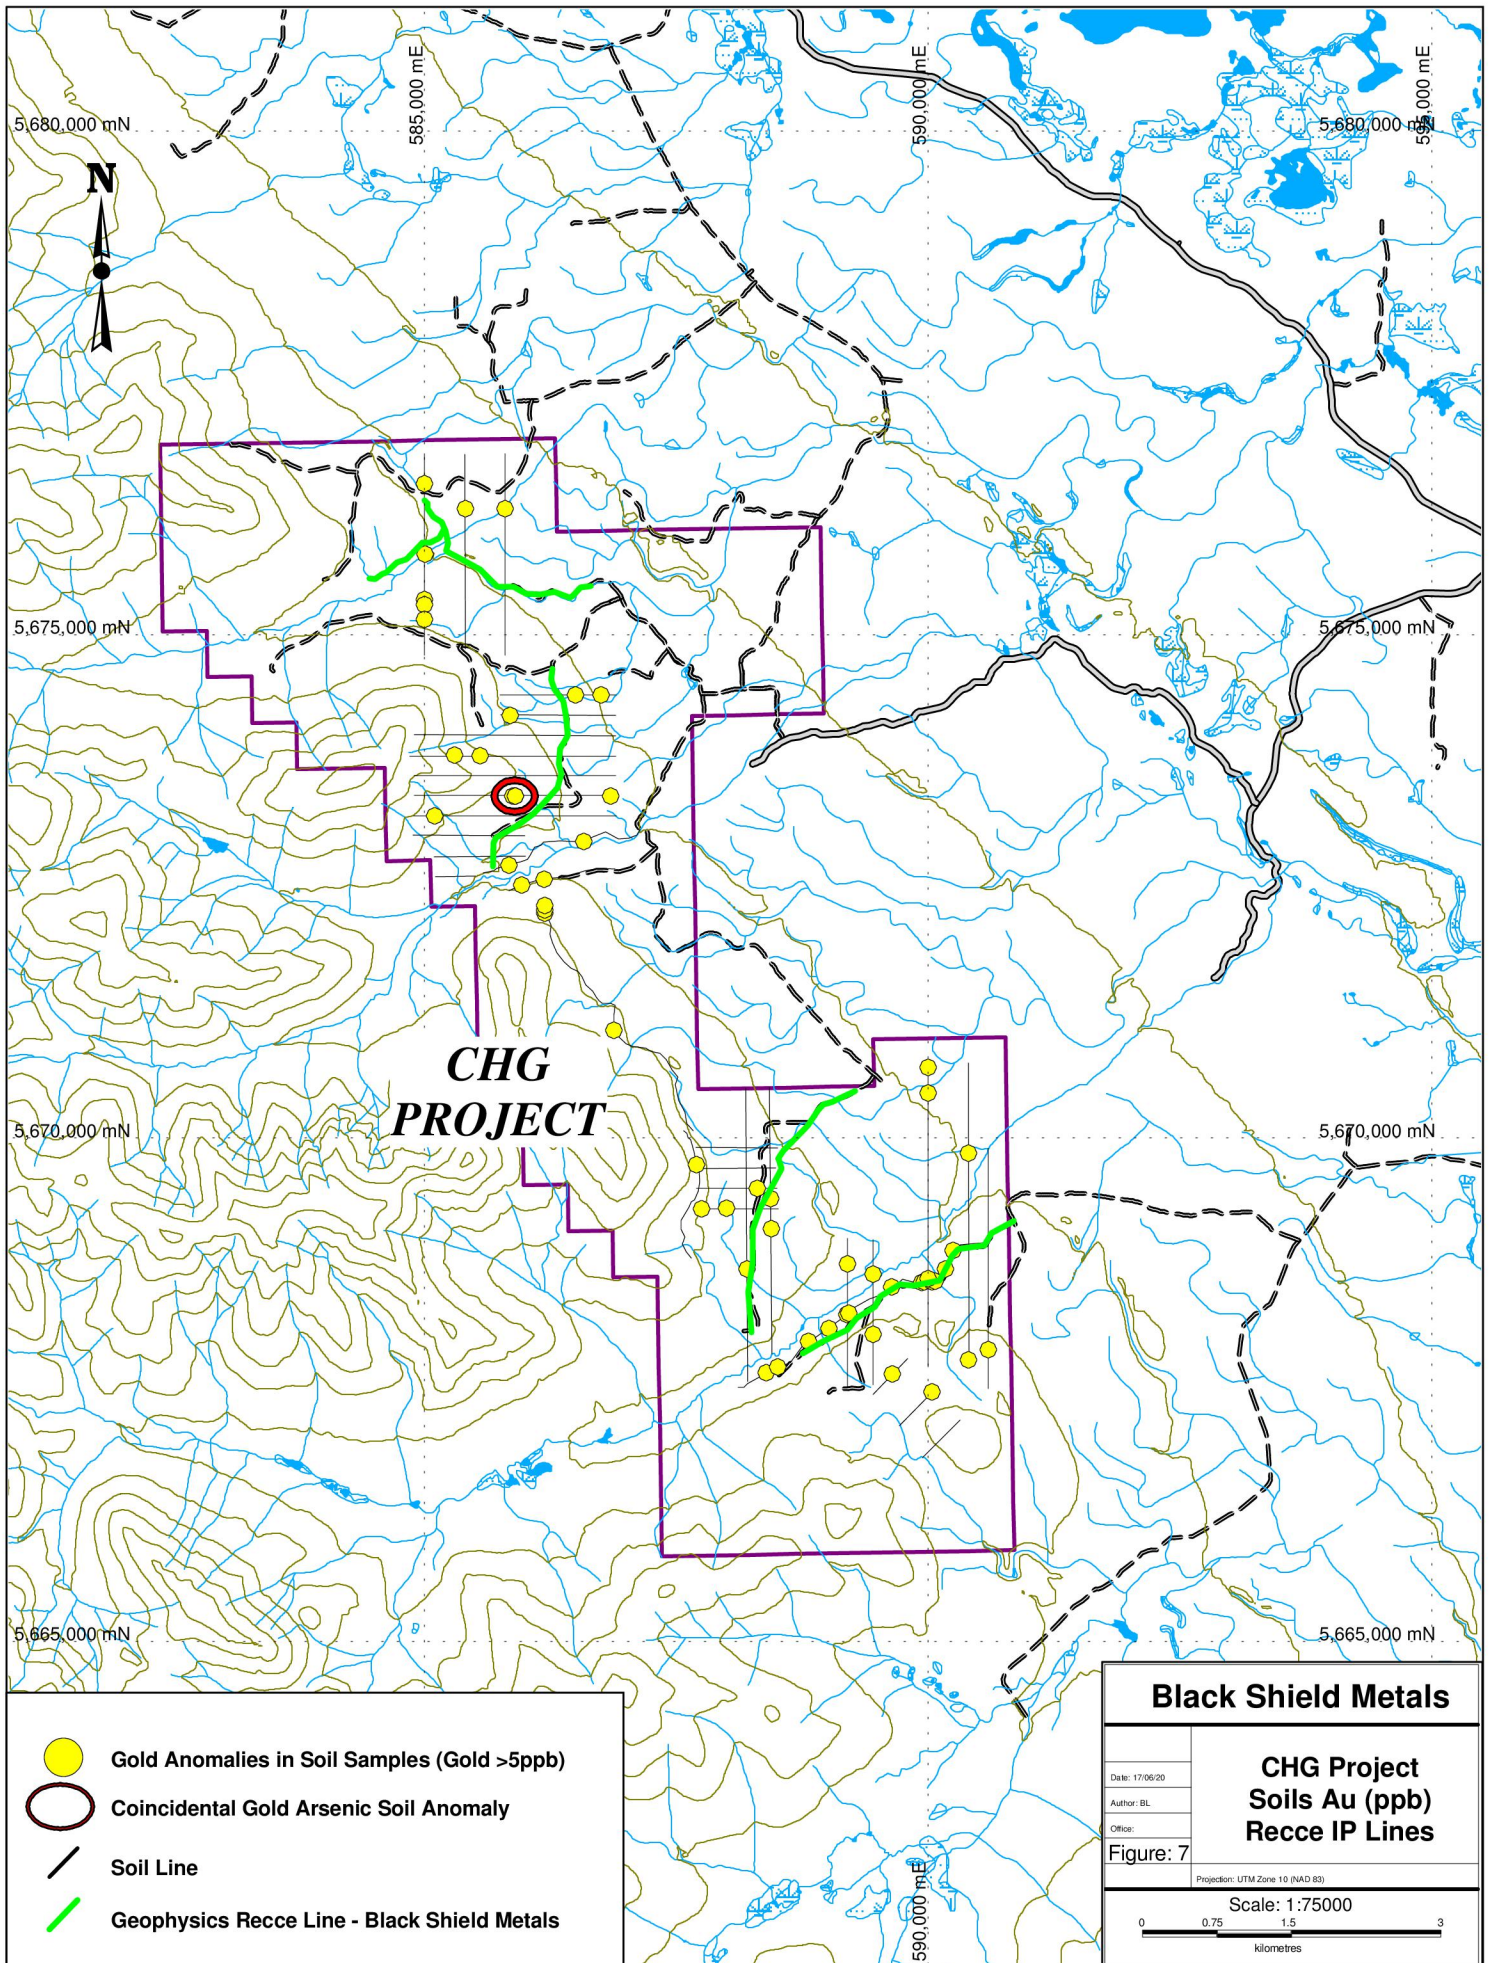 585,000 mE
590,000 mE
595,000 mE
5,680,000 mN
5,680,000 mN
N
5,675,000 mN
5,675,000 mN
CHG
PROJECT
5,670,000 mN
5,670,000 mN
5,665,000 mN
5,665,000 mN
590,000 mE
Gold Anomalies in Soil Samples (Gold >5ppb)
Coincidental Gold Arsenic Soil Anomaly
Soil Line
Geophysics Recce Line - Black Shield Metals
Black Shield Metals
Date: 17/06/20
Author: BL
Office:
Figure: 7
CHG Project
Soils Au (ppb)
Recce IP Lines
Projection: UTM Zone 10 (NAD 83)
Scale: 1:75000
0 0.75 1.5 3
kilometres